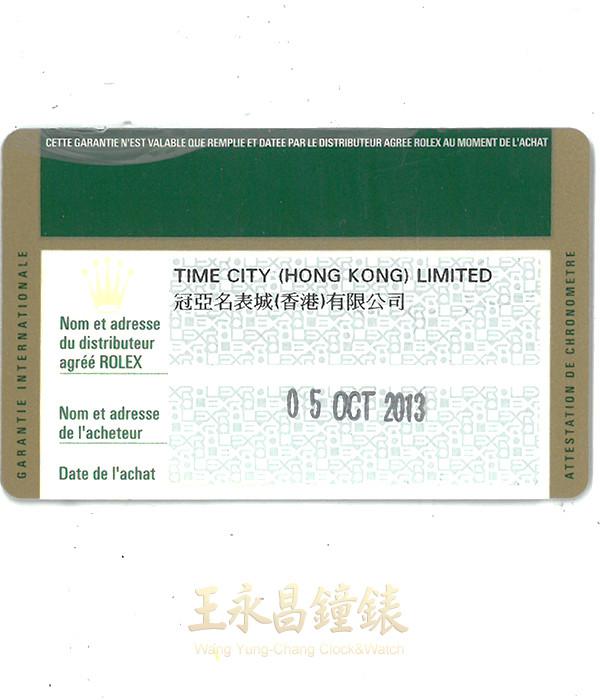 CETTE GARANTIE N'EST VALABLE QUE REMPLIE ET DATEE PAR LE DISTRIBUTEUR AGREE ROLEX AU MOMENT DE L'ACHAT
GARANTIE INTERNATIONALE
TIME CITY (HONG KONG) LIMITED
冠亞名表城(香港)有限公司
Nom et adresse
du distributeur
agréé ROLEX
05 OCT 2013
Nom et adresse
de l'acheteur
Date de l'achat
ATTESTATION DE CHRONOMETRE
王永昌鐘錶
Wang Yung-Chang Clock&Watch